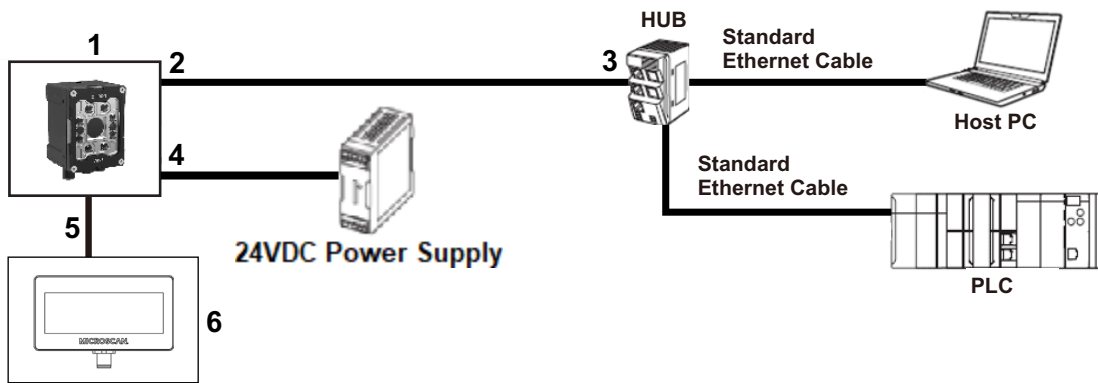 1
2
3
HUB
Standard
Ethernet Cable
Host PC
4
24VDC Power Supply
Standard
Ethernet Cable
PLC
5
MICROSCAN.
6